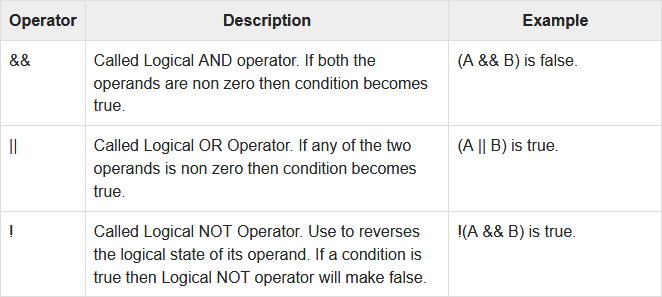 Operator Description Example
&& Called Logical AND operator. If both the (A && B) is false.
operands are non zero then condition becomes
true.
|| Called Logical OR Operator. If any of the two (A || B) is true.
operands is non zero then condition becomes
true.
! Called Logical NOT Operator. Use to reverses !(A && B) is true.
the logical state of its operand. If a condition is
true then Logical NOT operator will make false.